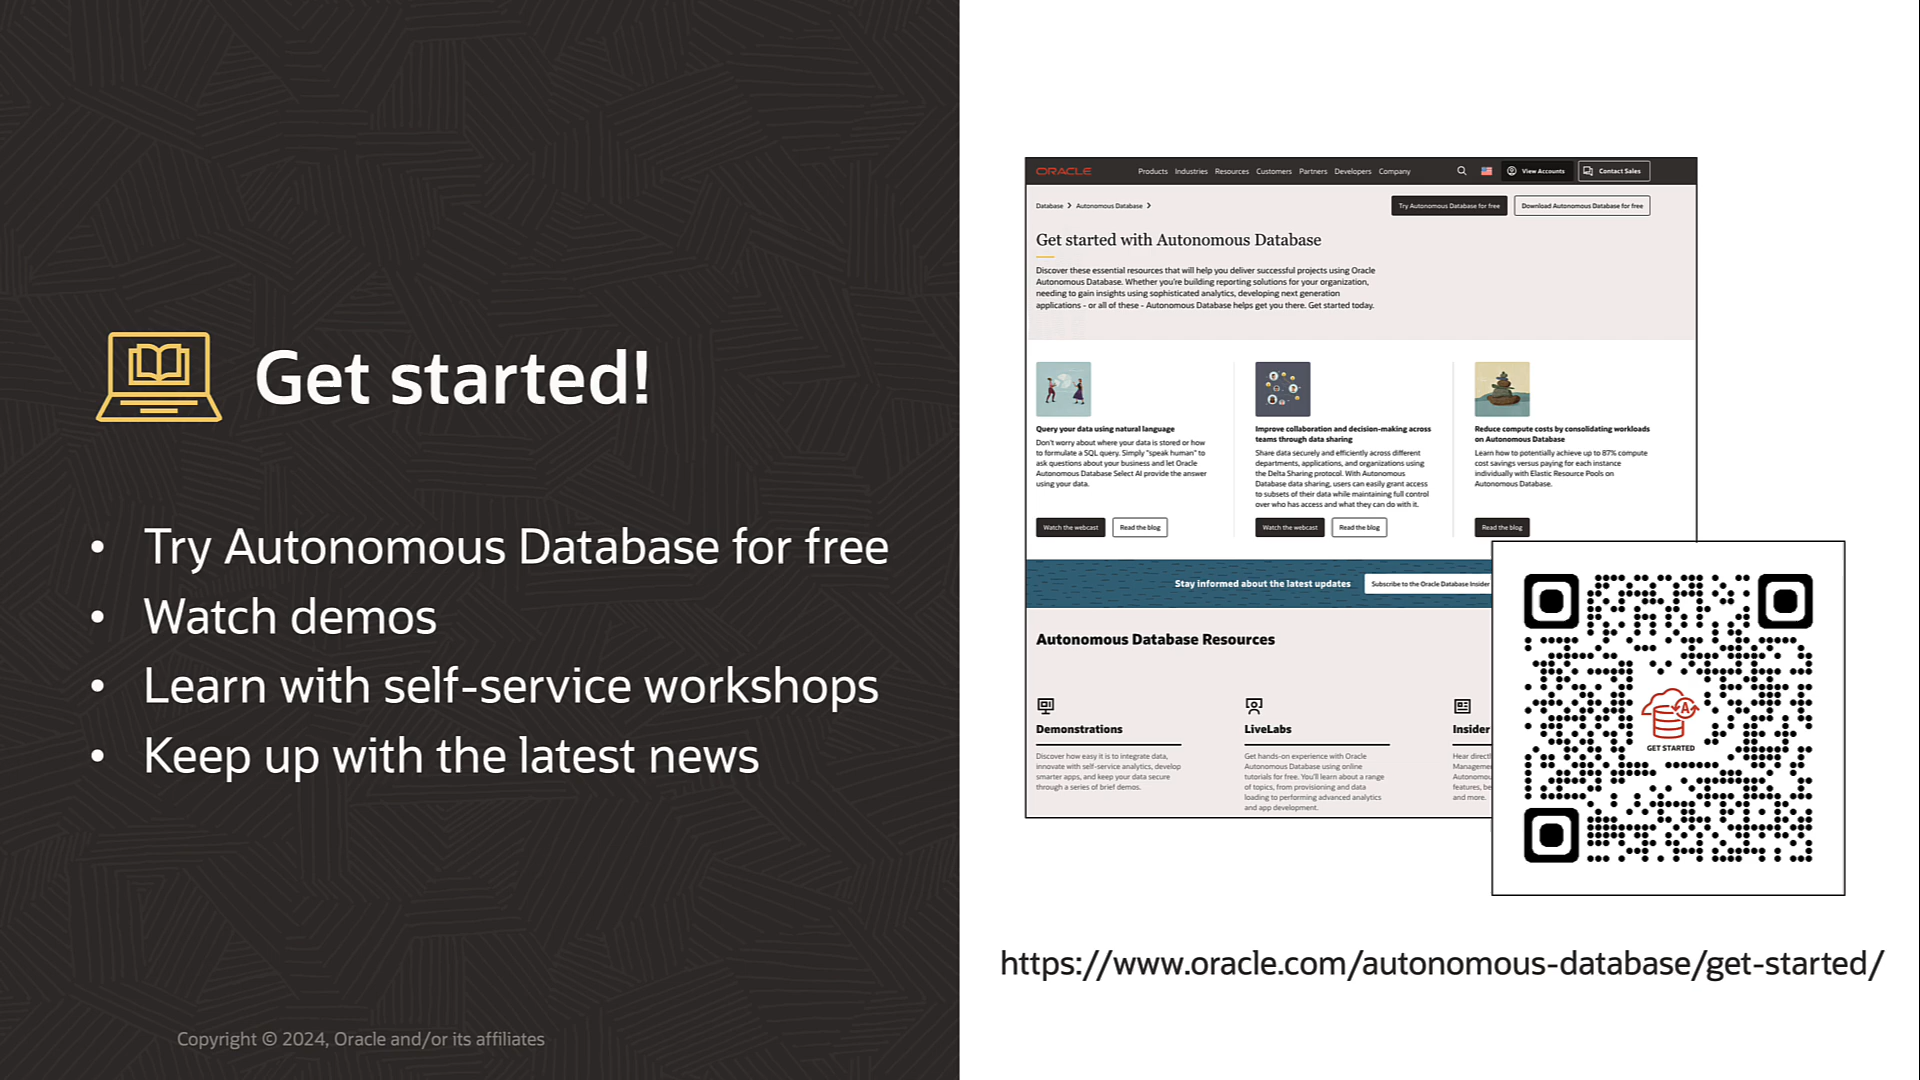 Get started!
• Try Autonomous Database for free
• Watch demos
• Learn with self-service workshops
• Keep up with the latest news
Copyright © 2024, Oracle and/or its affiliates
ORACLE
Products Industries Resources Customers Partners Developers Company
View Accounts
Contact Sales
Database > Autonomous Database >
Try Autonomous Database for free
Download Autonomous Database for free
Get started with Autonomous Database
Discover these essential resources that will help you deliver successful projects using Oracle
Autonomous Database. Whether you're building reporting solutions for your organization,
needing to gain insights using sophisticated analytics, developing next generation
applications - or all of these - Autonomous Database helps get you there. Get started today.
Query your data using natural language
Don't worry about where your data is stored or how
to formulate a SQL query. Simply "speak human" to
ask questions about your business and let Oracle
Autonomous Database Select AI provide the answer
using your data.
Watch the webcast
Read the blog
Improve collaboration and decision-making across
teams through data sharing
Share data securely and efficiently across different
departments, applications, and organizations using
the Delta Sharing protocol. With Autonomous
Database data sharing, users can easily grant access
to subsets of their data while maintaining full control
over who has access and what they can do with it.
Watch the webcast
Read the blog
Reduce compute costs by consolidating workloads
on Autonomous Database
Learn how to potentially achieve up to 87% compute
cost savings versus paying for each instance
individually with Elastic Resource Pools on
Autonomous Database.
Read the blog
Stay informed about the latest updates
Subscribe to the Oracle Database Insider
Autonomous Database Resources
Demonstrations
Discover how easy it is to integrate data,
innovate with self-service analytics, develop
smarter apps, and keep your data secure
through a series of brief demos.
LiveLabs
Get hands-on experience with Oracle
Autonomous Database using online
tutorials for free. You'll learn about a range
of topics, from provisioning and data
loading to performing advanced analytics
and app development.
Insider
Hear direct
Manageme
Autonomou
features, be
and more.
A
GET STARTED
https://www.oracle.com/autonomous-database/get-started/